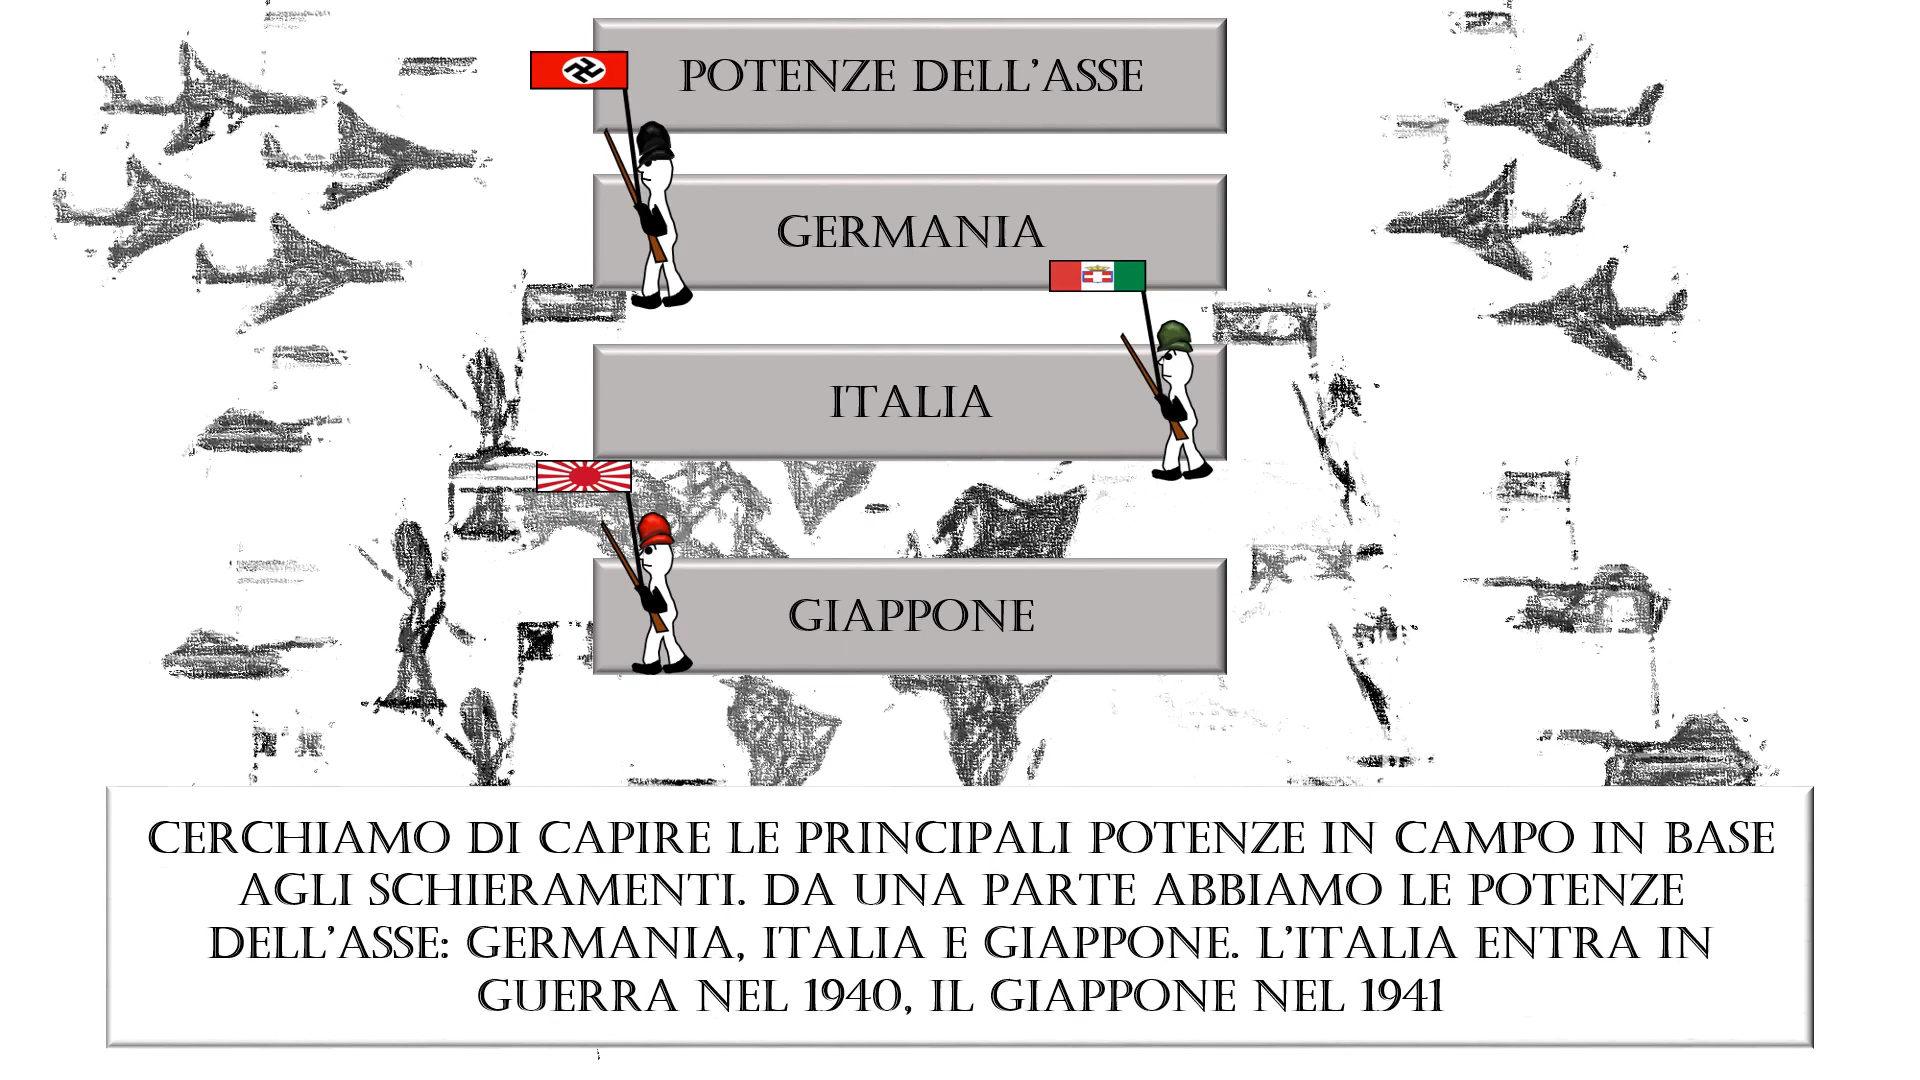 POTENZE DELL'ASSE
GERMANIA
ITALIA
GIAPPONE
CERCHIAMO DI CAPIRE LE PRINCIPALI POTENZE IN CAMPO IN BASE
AGLI SCHIERAMENTI. DA UNA PARTE ABBIAMO LE POTENZE
DELL'ASSE: GERMANIA, ITALIA E GIAPPONE. L'ITALIA ENTRA IN
GUERRA NEL 1940, IL GIAPPONE NEL 1941